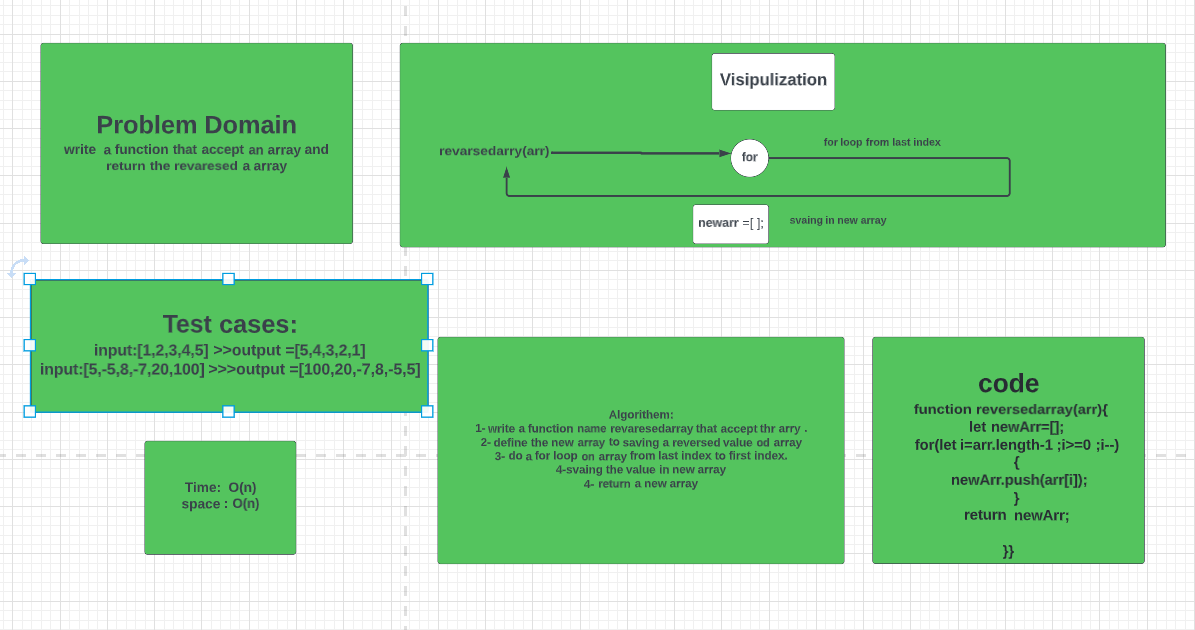 Problem Domain
write a function that accept an array and
return the revaresed a array
Visipulization
revarsedarry(arr)
for
for loop from last index
newarr =[ ];
svaing in new array
Test cases:
input:[1,2,3,4,5] >>output =[5,4,3,2,1]
input:[5,-5,8,-7,20,100] >>>output =[100,20,-7,8,-5,5]
Time: O(n)
space : O(n)
Algorithem:
1- write a function name revaresedarray that accept thr arry .
2- define the new array to saving a reversed value od array
3- do a for loop on array from last index to first index.
4-svaing the value in new array
4- return a new array
code
function reversedarray(arr){
let newArr=[];
for(let i=arr.length-1 ;i>=0 ;i--)
{
newArr.push(arr[i]);
}
return newArr;
}}